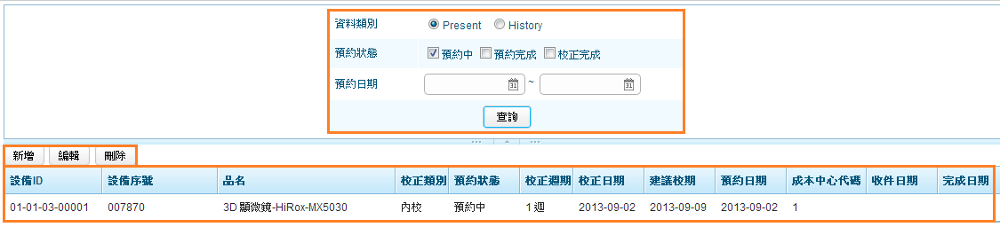 資料類別 Present History
預約狀態 預約中 預約完成 校正完成
預約日期 31 ~ 31
查詢
新增 編輯 刪除
設備ID 設備序號 品名 校正類別 預約狀態 校正週期 校正日期 建議校期 預約日期 成本中心代碼 收件日期 完成日期
01-01-03-00001 007870 3D 顯微鏡-HiRox-MX5030 內校 預約中 1 週 2013-09-02 2013-09-09 2013-09-02 1